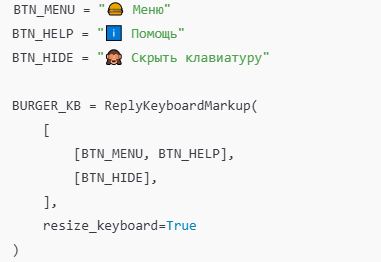 BTN_MENU = "🍔 Меню"
BTN_HELP = "ℹ️ Помощь"
BTN_HIDE = "🙈 Скрыть клавиатуру"

BURGER_KB = ReplyKeyboardMarkup(
    [
        [BTN_MENU, BTN_HELP],
        [BTN_HIDE],
    ],
    resize_keyboard=True
)